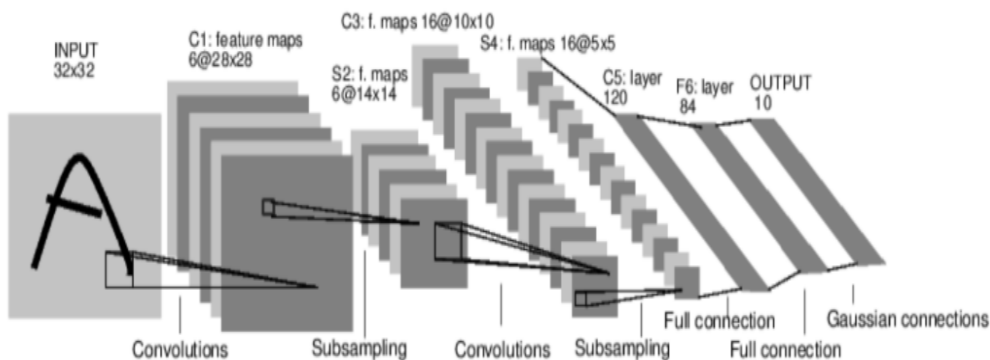 INPUT
32x32
C1: feature maps
6@28x28
S2: f. maps
6@14x14
C3: f. maps 16@10x10
S4: f. maps 16@5x5
C5: layer
120
F6: layer
84
OUTPUT
10
Convolutions
Subsampling
Convolutions
Subsampling
Full connection
Full connection
Gaussian connections
A